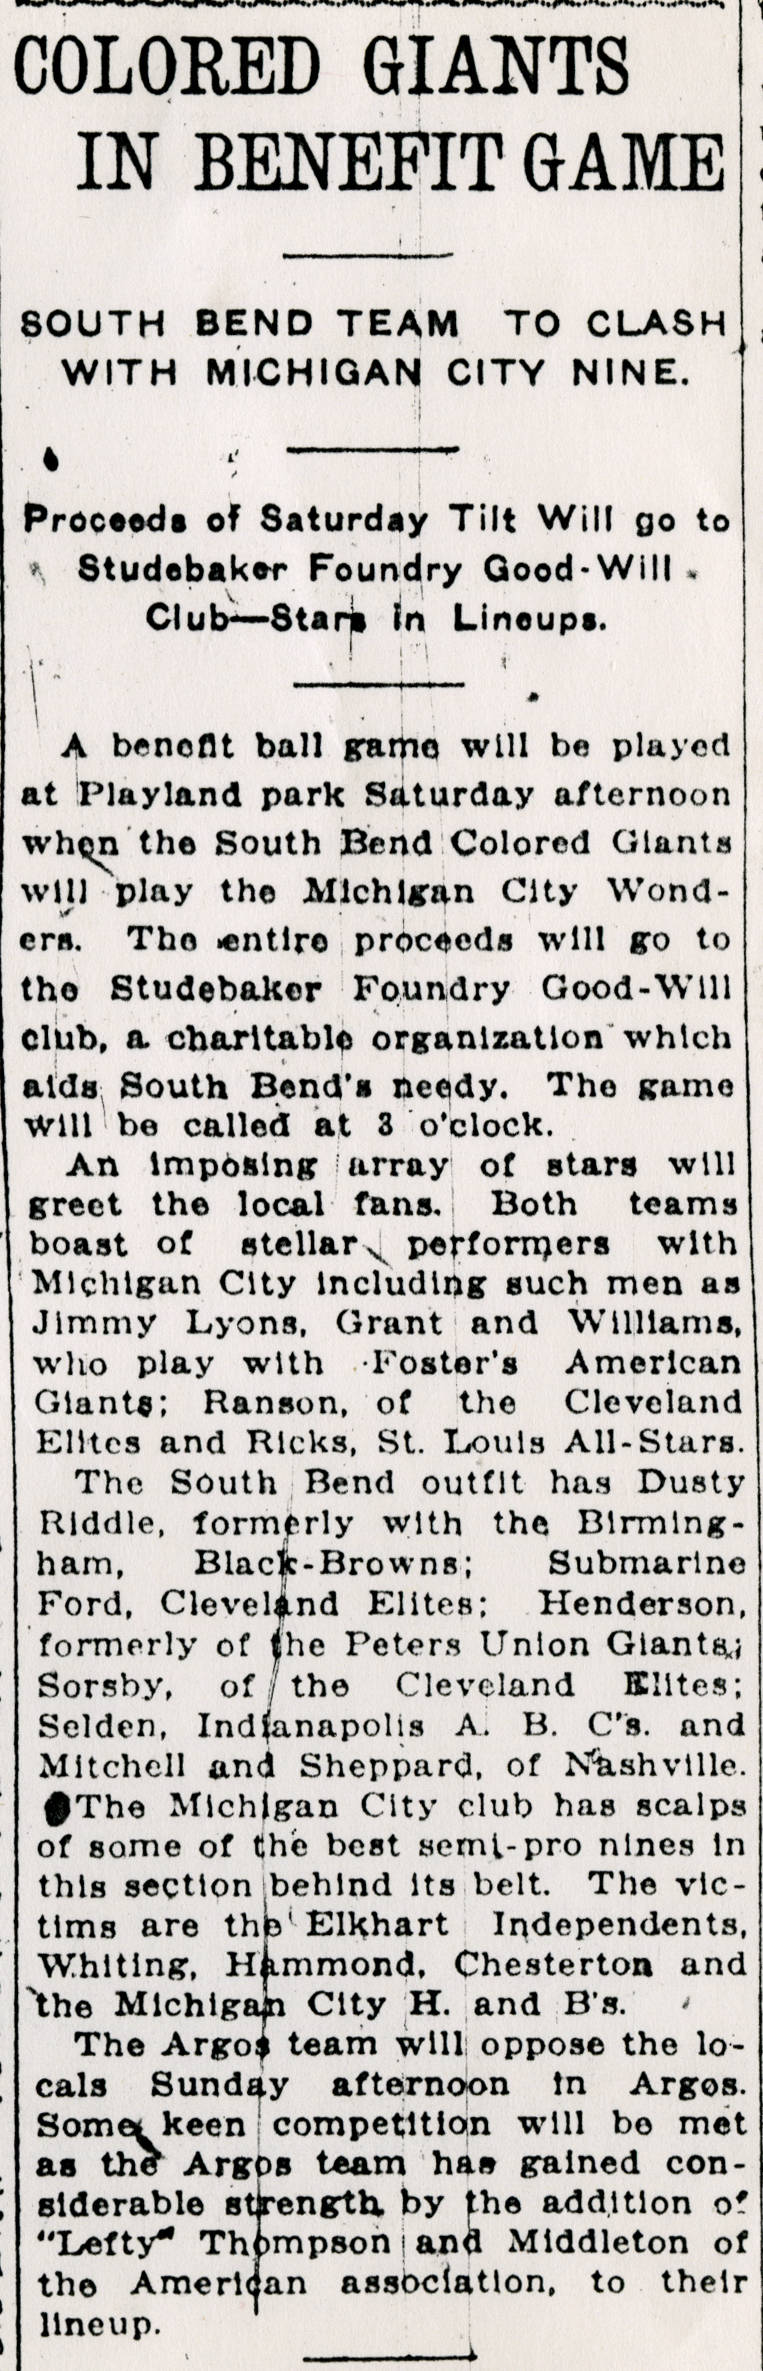 COLORED GIANTS
IN BENEFIT GAME
SOUTH BEND TEAM TO CLASH
WITH MICHIGAN CITY NINE.
Proceeds of Saturday Tilt Will go to
Studebaker Foundry Good-Will
Club—Stars in Lineups.
A benefit ball game will be played
at Playland park Saturday afternoon
when the South Bend Colored Giants
will play the Michigan City Wond-
ers. The entire proceeds will go to
the Studebaker Foundry Good-Will
club, a charitable organization which
aids South Bend's needy. The game
will be called at 3 o'clock.
An imposing array of stars will
greet the local fans. Both teams
boast of stellar performers with
Michigan City including such men as
Jimmy Lyons, Grant and Williams,
who play with Foster's American
Giants; Ranson, of the Cleveland
Elites and Ricks, St. Louis All-Stars.
The South Bend outfit has Dusty
Riddle, formerly with the Birming-
ham, Black-Browns; Submarine
Ford, Cleveland Elites; Henderson,
formerly of the Peters Union Giants;
Sorsby, of the Cleveland Elites;
Selden, Indianapolis A. B. C's. and
Mitchell and Sheppard, of Nashville.
The Michigan City club has scalps
of some of the best semi-pro nines in
this section behind its belt. The vic-
tims are the Elkhart Independents,
Whiting, Hammond, Chesterton and
the Michigan City H. and B's.
The Argos team will oppose the lo-
cals Sunday afternoon in Argos.
Some keen competition will be met
as the Argos team has gained con-
siderable strength by the addition of
"Lefty" Thompson and Middleton of
the American association, to their
lineup.